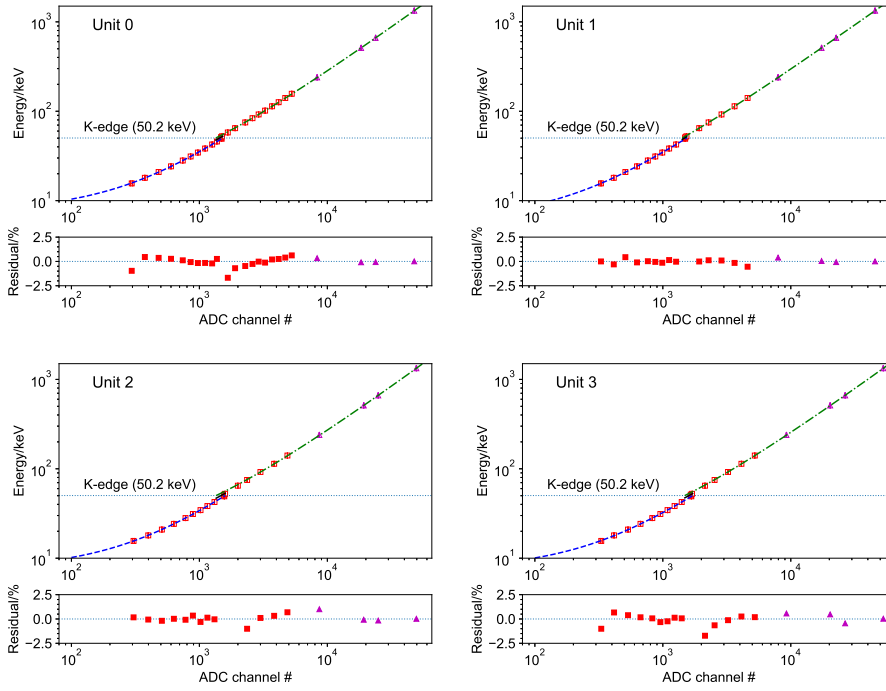 Unit 0
Energy/keV
10³
10²
10¹
K-edge (50.2 keV)
10² 10³ 10⁴
Residual/%
2.5
0.0
−2.5
10² 10³ 10⁴
ADC channel #
Unit 1
Energy/keV
10³
10²
10¹
K-edge (50.2 keV)
10² 10³ 10⁴
Residual/%
2.5
0.0
−2.5
10² 10³ 10⁴
ADC channel #
Unit 2
Energy/keV
10³
10²
10¹
K-edge (50.2 keV)
10² 10³ 10⁴
Residual/%
2.5
0.0
−2.5
10² 10³ 10⁴
ADC channel #
Unit 3
Energy/keV
10³
10²
10¹
K-edge (50.2 keV)
10² 10³ 10⁴
Residual/%
2.5
0.0
−2.5
10² 10³ 10⁴
ADC channel #